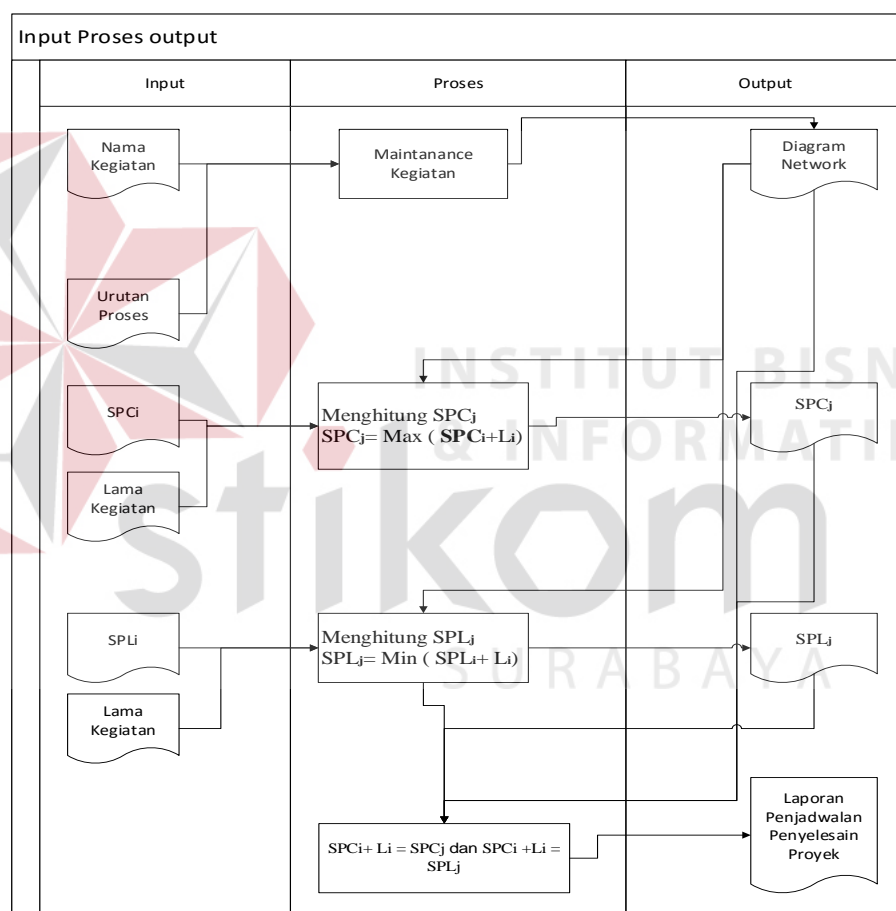 Input Proses output
Input
Proses
Output
Nama
Kegiatan
Maintanance
Kegiatan
Diagram
Network
Urutan
Proses
INSTITUT BISN
& INFORMATI
stikom
SURABAYA
SPCi
Menghitung SPCj
SPCj= Max ( SPCi+Li)
SPCj
Lama
Kegiatan
SPLi
Menghitung SPLj
SPLj= Min ( SPLi+ Li)
SPLj
Lama
Kegiatan
SPCi+ Li = SPCj dan SPCi +Li =
SPLj
Laporan
Penjadwalan
Penyelesain
Proyek